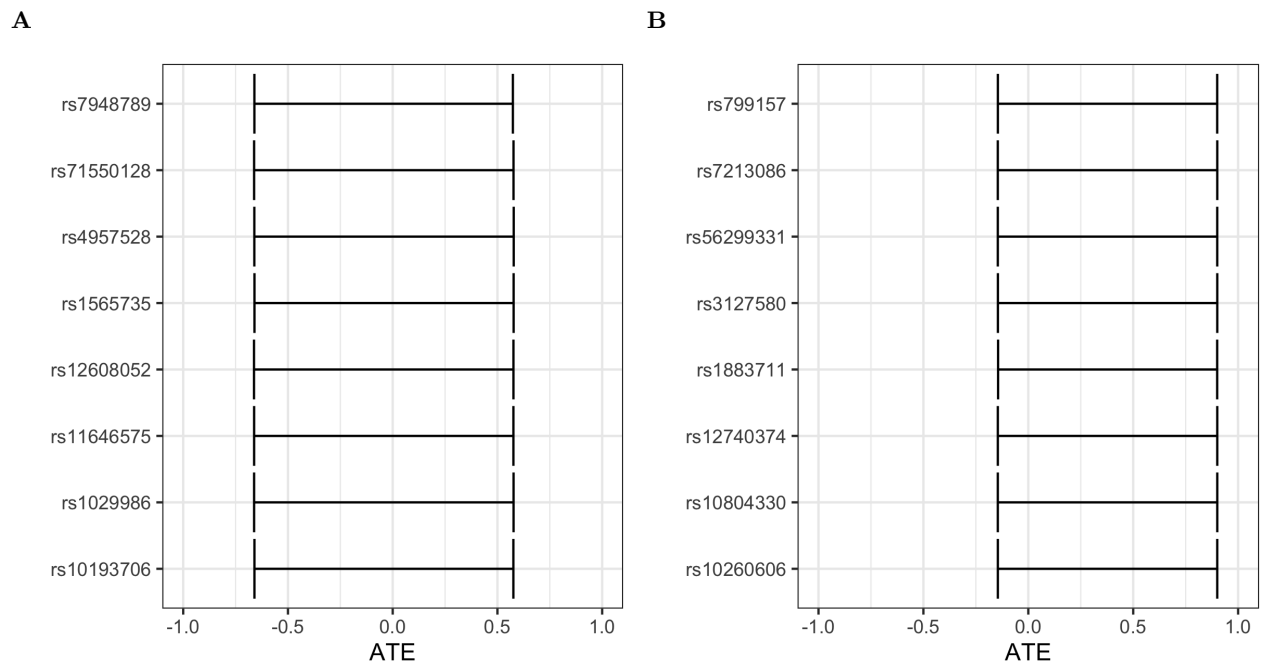 A
rs7948789
rs71550128
rs4957528
rs1565735
rs12608052
rs11646575
rs1029986
rs10193706
-1.0 -0.5 0.0 0.5 1.0
ATE
B
rs799157
rs7213086
rs56299331
rs3127580
rs1883711
rs12740374
rs10804330
rs10260606
-1.0 -0.5 0.0 0.5 1.0
ATE